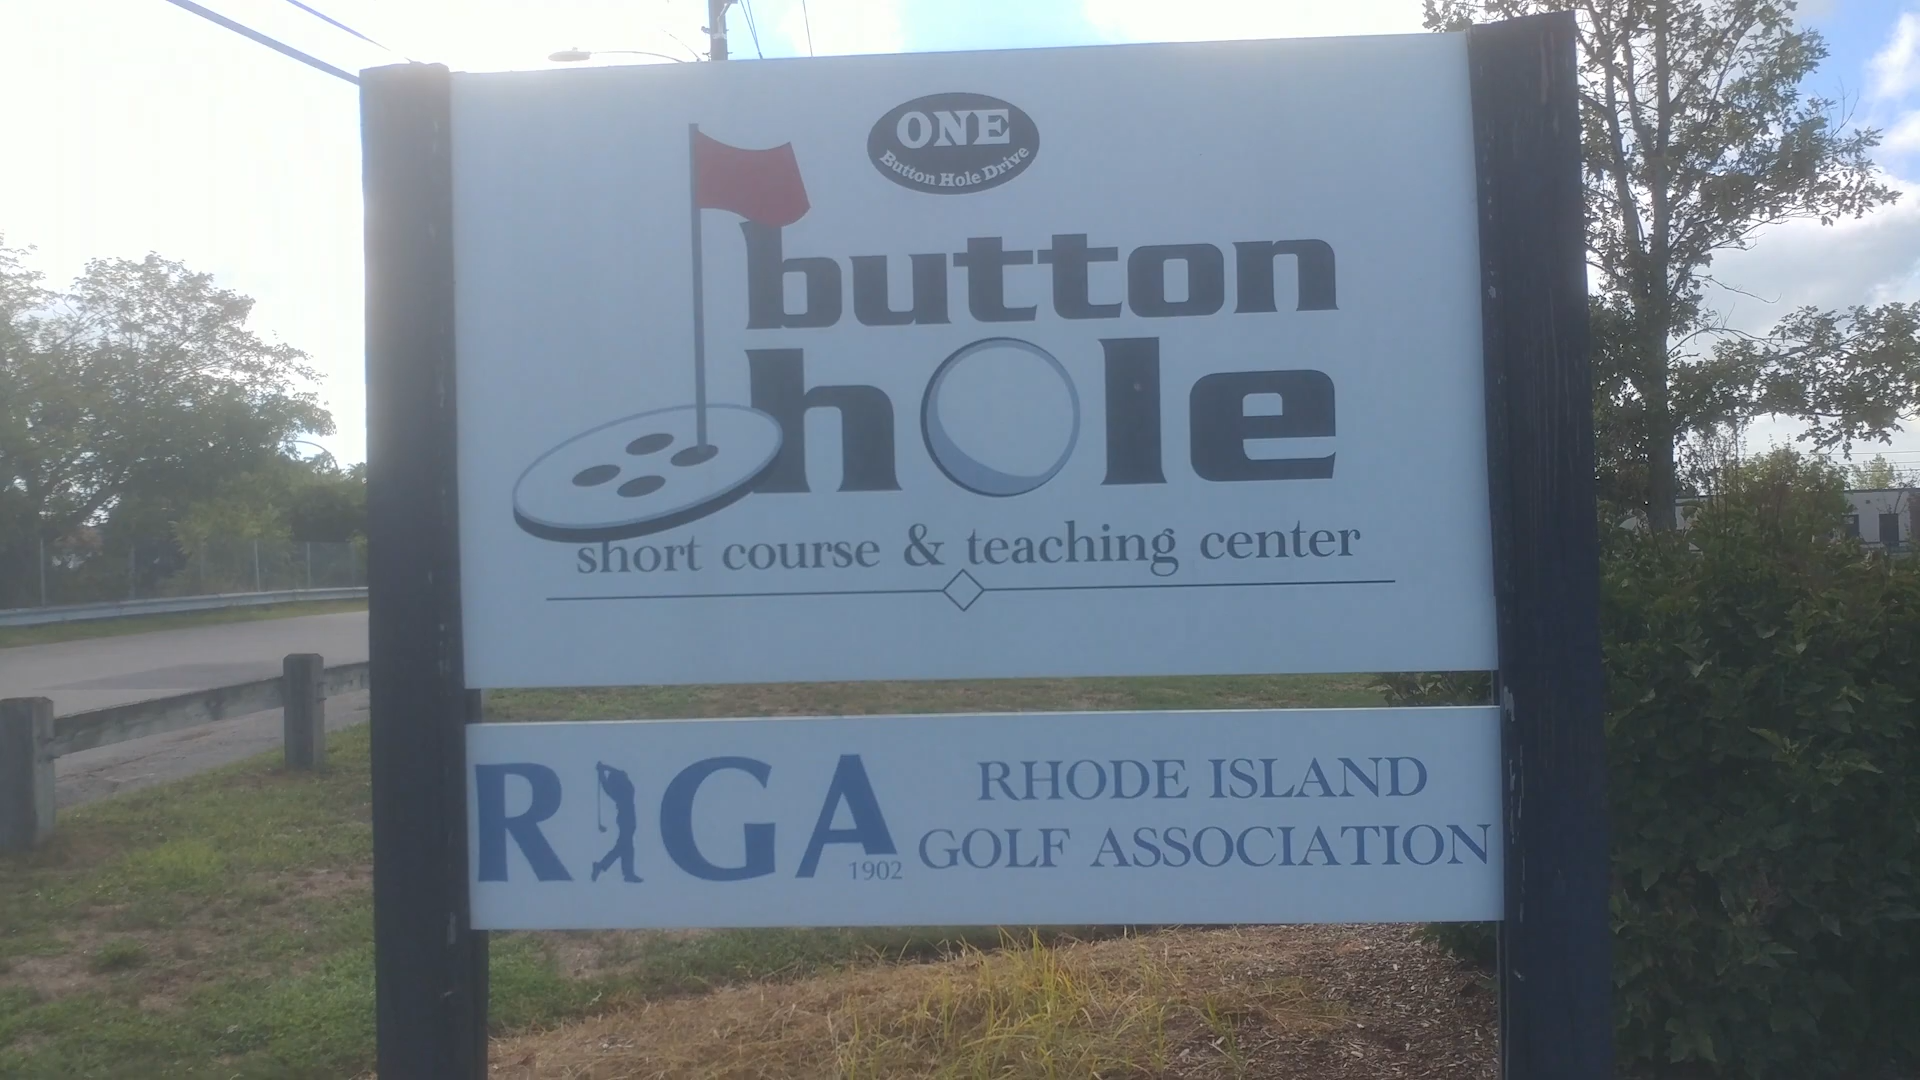 ONE
Button Hole Drive
button
hole
short course & teaching center
RIGA
1902
RHODE ISLAND
GOLF ASSOCIATION